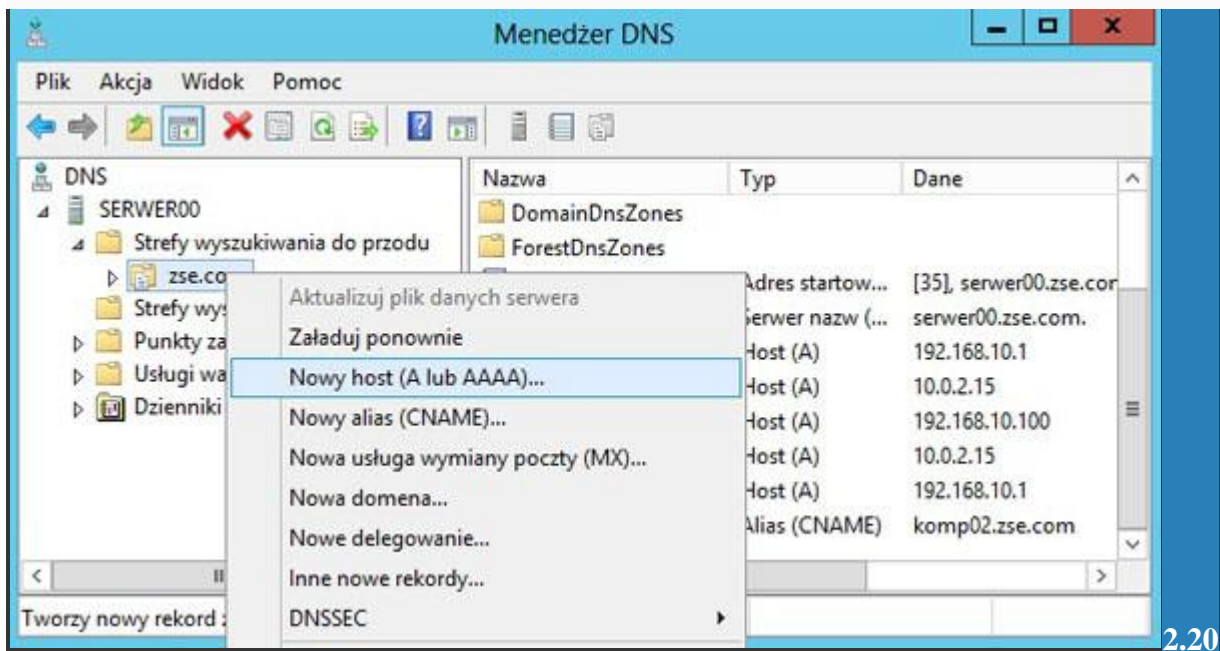 Menedżer DNS
Plik Akcja Widok Pomoc
DNS
SERWER00
Strefy wyszukiwania do przodu
zse.co
Strefy wy
Punkty za
Usługi wa
Dzienniki
Nazwa Typ Dane
DomainDnsZones
ForestDnsZones
Adres startow... [35], serwer00.zse.com
Serwer nazw (... serwer00.zse.com.
Host (A) 192.168.10.1
Host (A) 10.0.2.15
Host (A) 192.168.10.100
Host (A) 10.0.2.15
Host (A) 192.168.10.1
Alias (CNAME) komp02.zse.com
Aktualizuj plik danych serwera
Załaduj ponownie
Nowy host (A lub AAAA)...
Nowy alias (CNAME)...
Nowa usługa wymiany poczty (MX)...
Nowa domena...
Nowe delegowanie...
Inne nowe rekordy...
DNSSEC
Tworzy nowy rekord
2.20